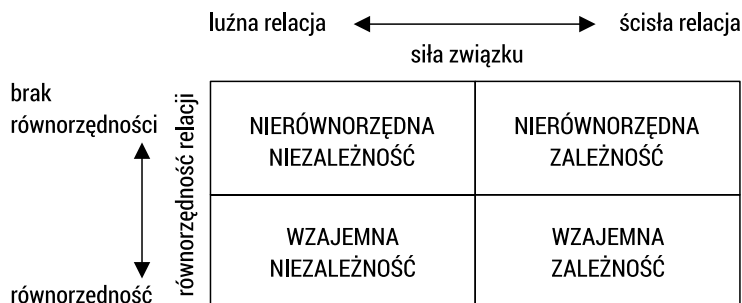 luźna relacja ścisła relacja
siła związku
brak
równorzędności
równorzędność relacji
NIERÓWNORZĘDNA
NIEZALEŻNOŚĆ
NIERÓWNORZĘDNA
ZALEŻNOŚĆ
WZAJEMNA
NIEZALEŻNOŚĆ
WZAJEMNA
ZALEŻNOŚĆ
równorzędność